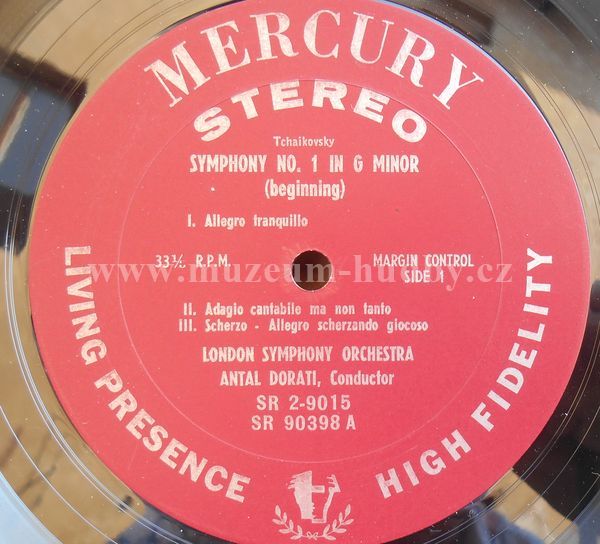 MERCURY
STEREO
Tchaikovsky
SYMPHONY NO. 1 IN G MINOR
(beginning)
I. Allegro tranquillo
33⅓ R.P.M.
MARGIN CONTROL
SIDE 1
www.muzeum-hudby.cz
II. Adagio cantabile ma non tanto
III. Scherzo - Allegro scherzando giocoso
LONDON SYMPHONY ORCHESTRA
ANTAL DORATI, Conductor
SR 2-9015
SR 90398 A
LIVING PRESENCE
HIGH FIDELITY